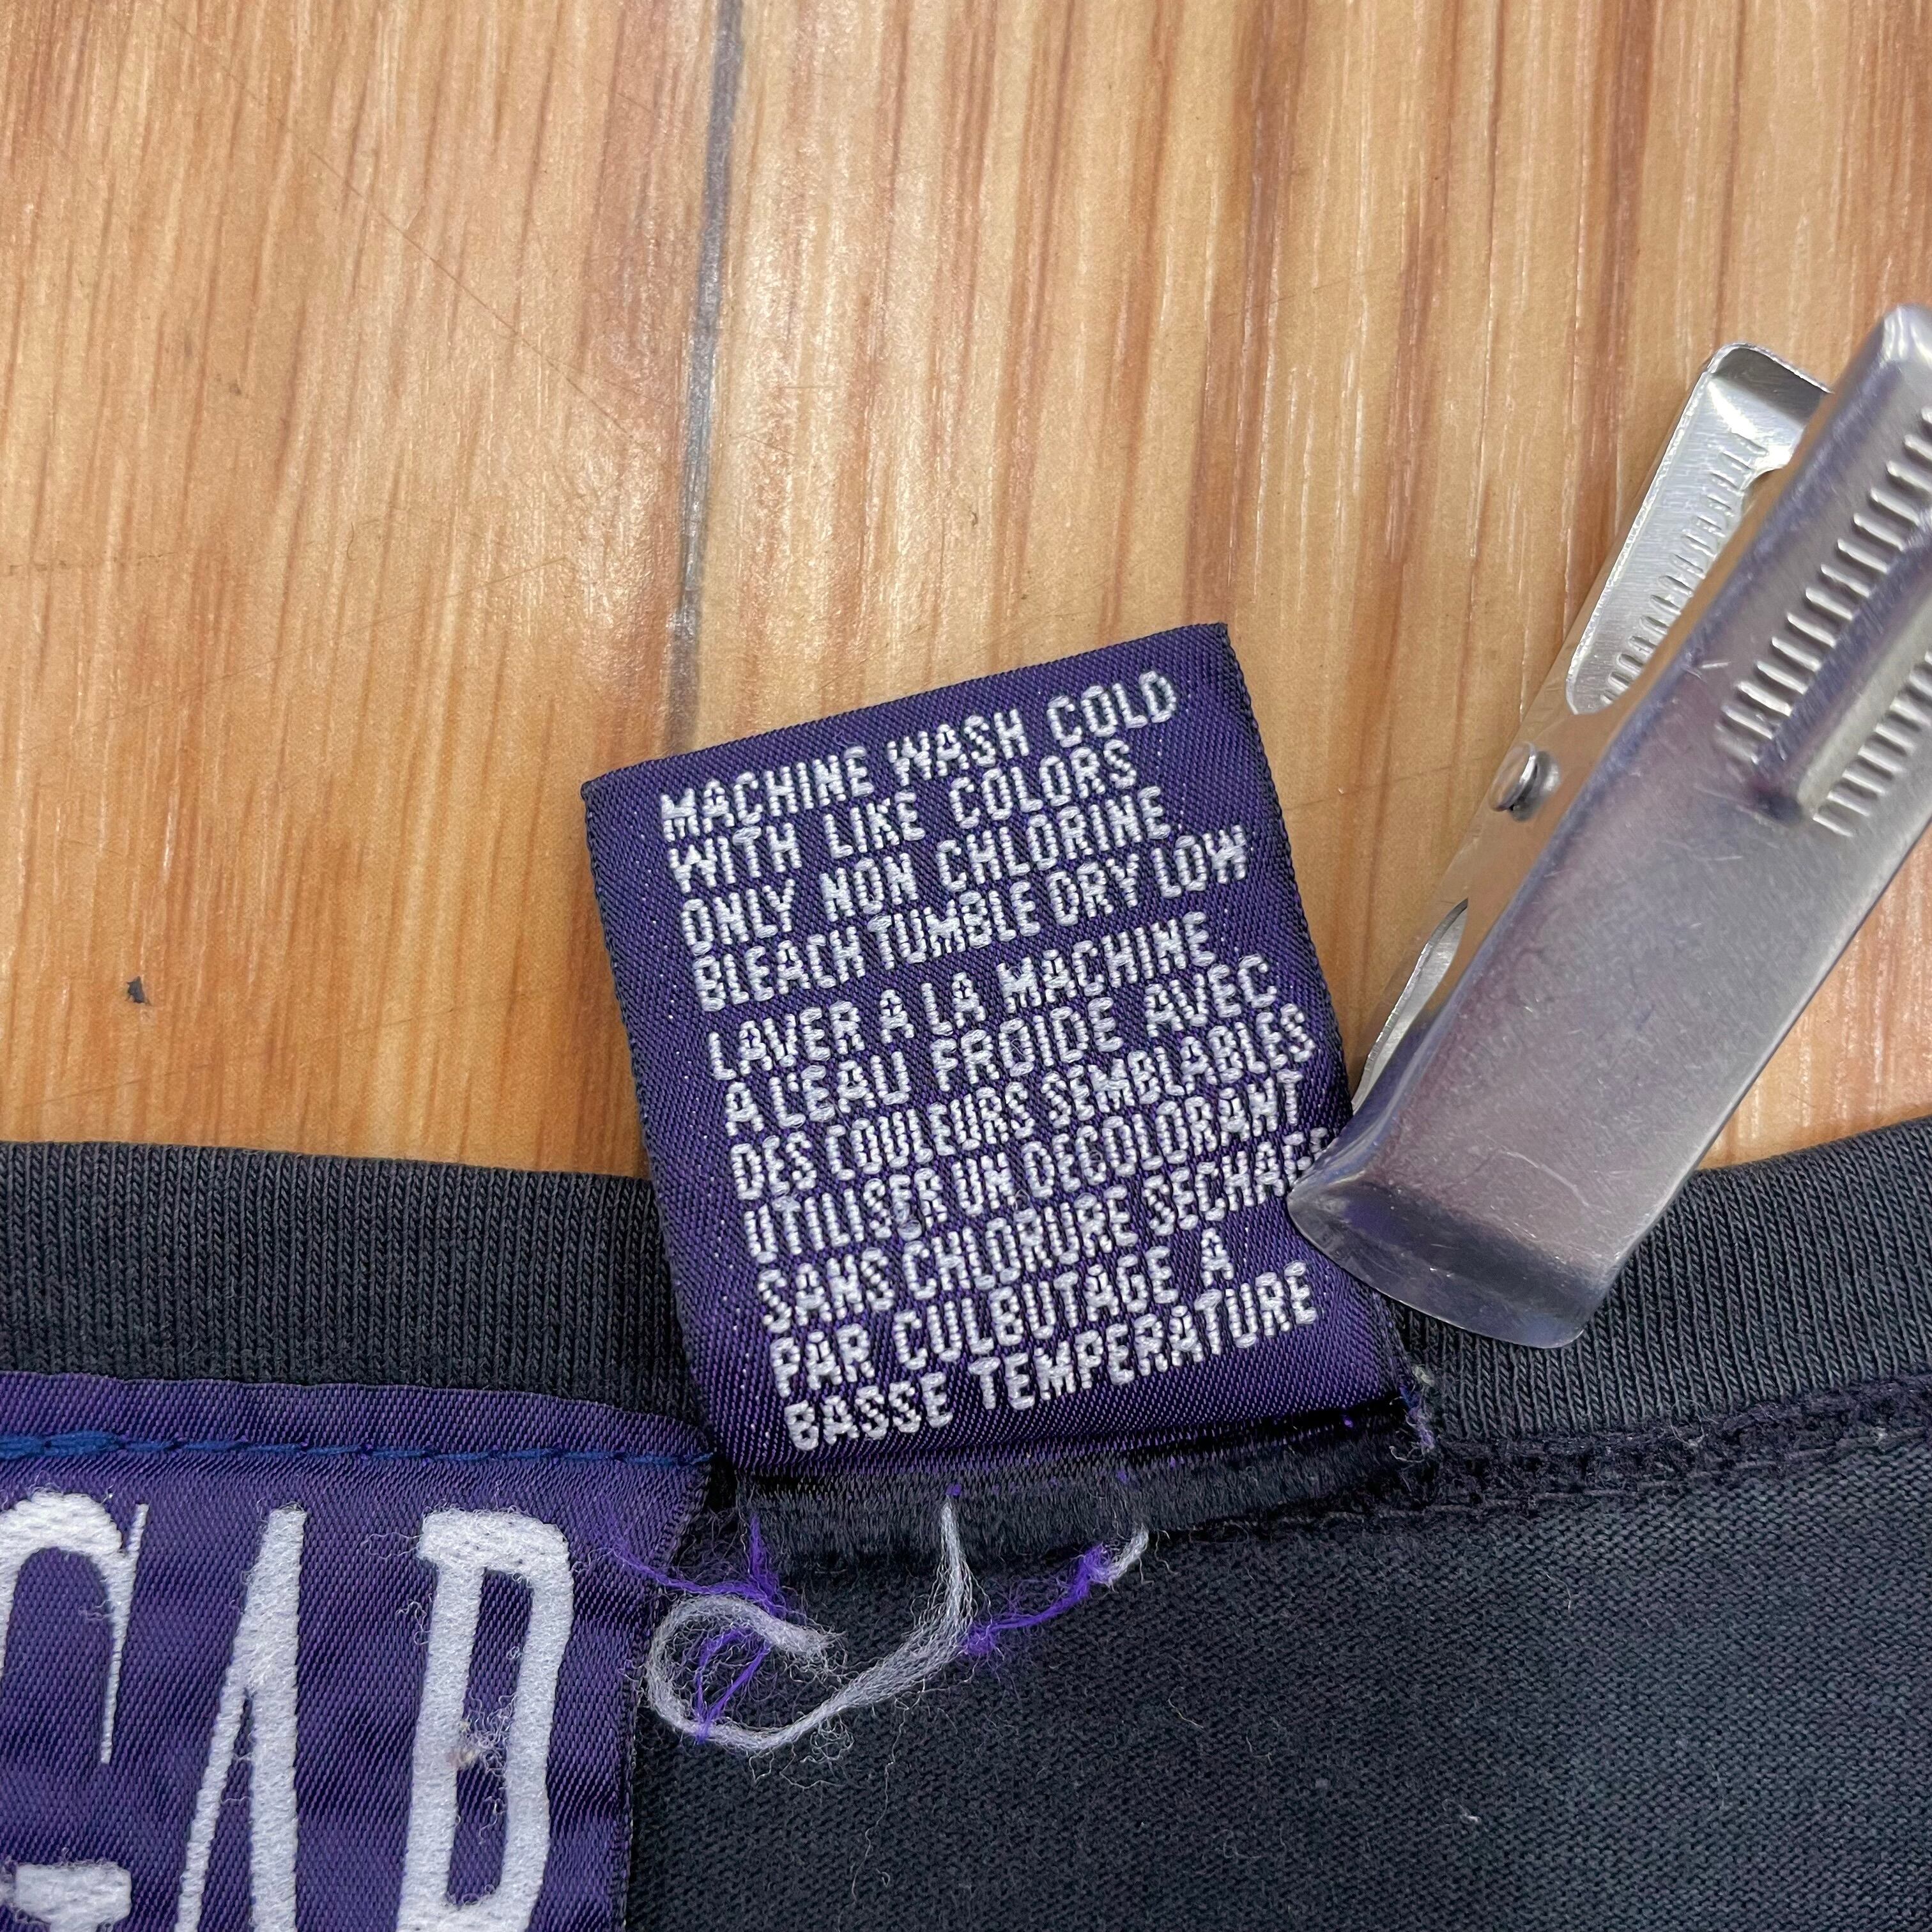 MACHINE WASH COLD
WITH LIKE COLORS
ONLY NON CHLORINE
BLEACH TUMBLE DRY LOW
LAVER A LA MACHINE
A L'EAU FROIDE AVEC
DES COULEURS SEMBLABLES
UTILISER UN DECOLORANT
SANS CHLORURE SECHAGE
PAR CULBUTAGE A
BASSE TEMPERATURE
GAP